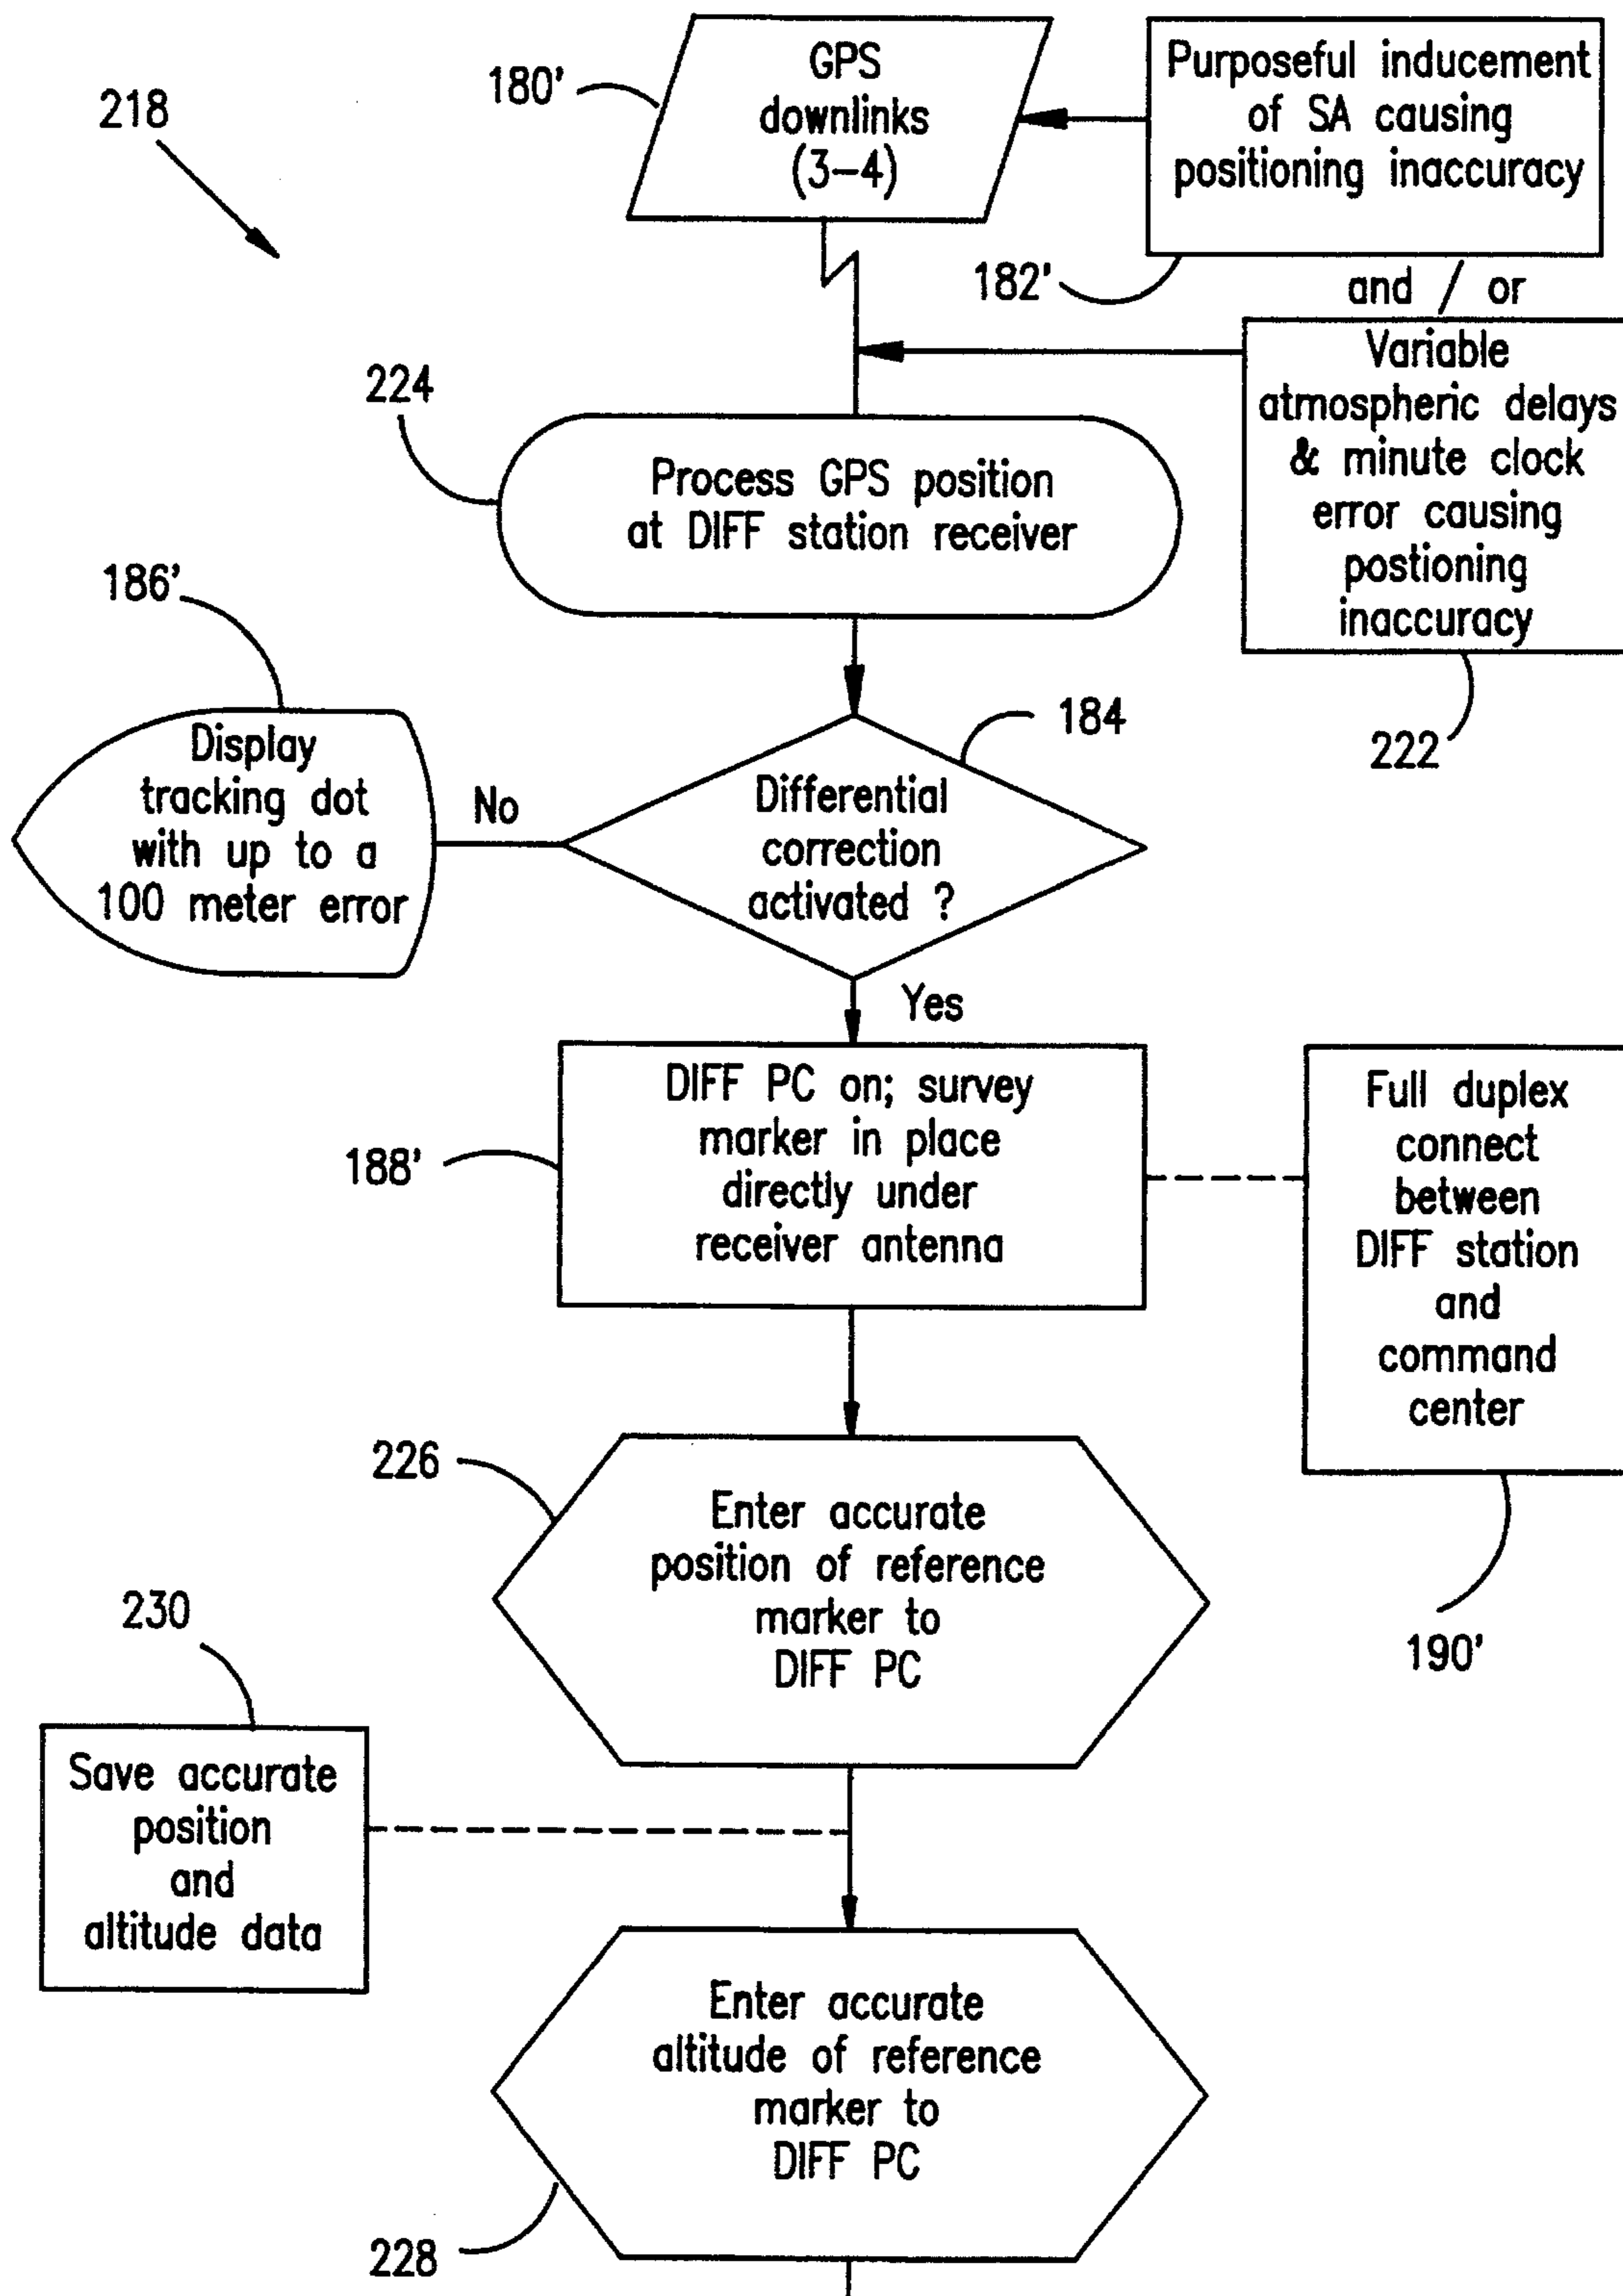 180'
GPS
downlinks
(3-4)
Purposeful inducement
of SA causing
positioning inaccuracy
218
182'
and / or
Variable
atmospheric delays
& minute clock
error causing
postioning
inaccuracy
222
224
Process GPS position
at DIFF station receiver
186'
Display
tracking dot
with up to a
100 meter error
No
184
Differential
correction
activated ?
Yes
188'
DIFF PC on; survey
marker in place
directly under
receiver antenna
Full duplex
connect
between
DIFF station
and
command
center
190'
226
Enter accurate
position of reference
marker to
DIFF PC
230
Save accurate
position
and
altitude data
Enter accurate
altitude of reference
marker to
DIFF PC
228